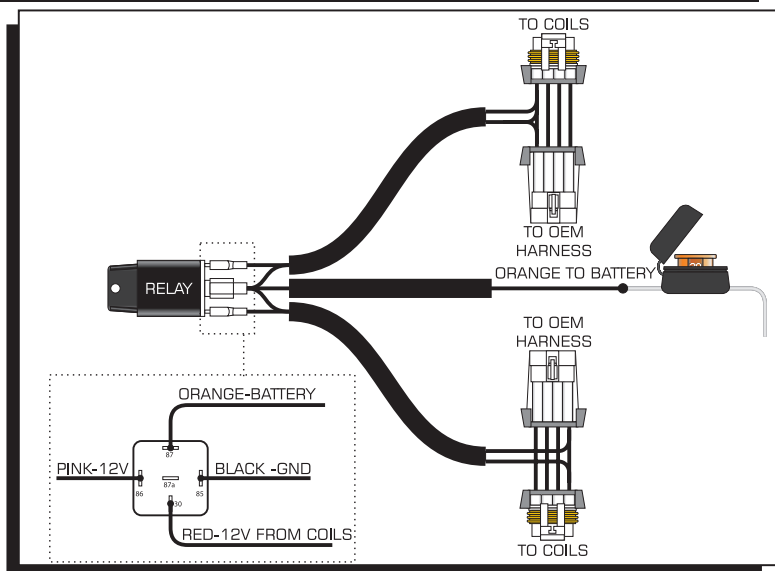 TO COILS
TO OEM
HARNESS
ORANGE TO BATTERY
RELAY
TO OEM
HARNESS
ORANGE-BATTERY
87
PINK-12V
BLACK -GND
87a
86
85
30
RED-12V FROM COILS
TO COILS